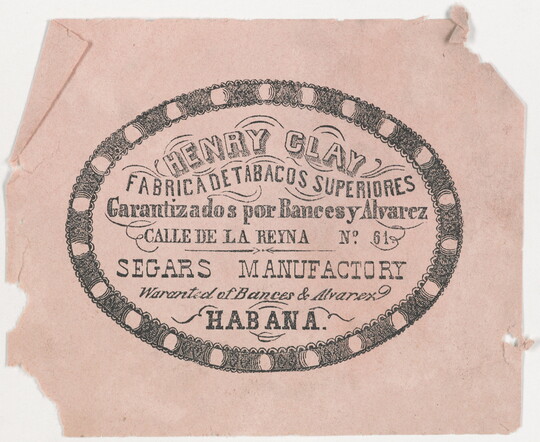 HENRY CLAY
FABRICA DE TABACOS SUPERIORES
Garantizados por Bances y Alvarez
CALLE DE LA REYNA Nº 61
SEGARS MANUFACTORY
Waranted of Bances & Alvarez
HABANA.